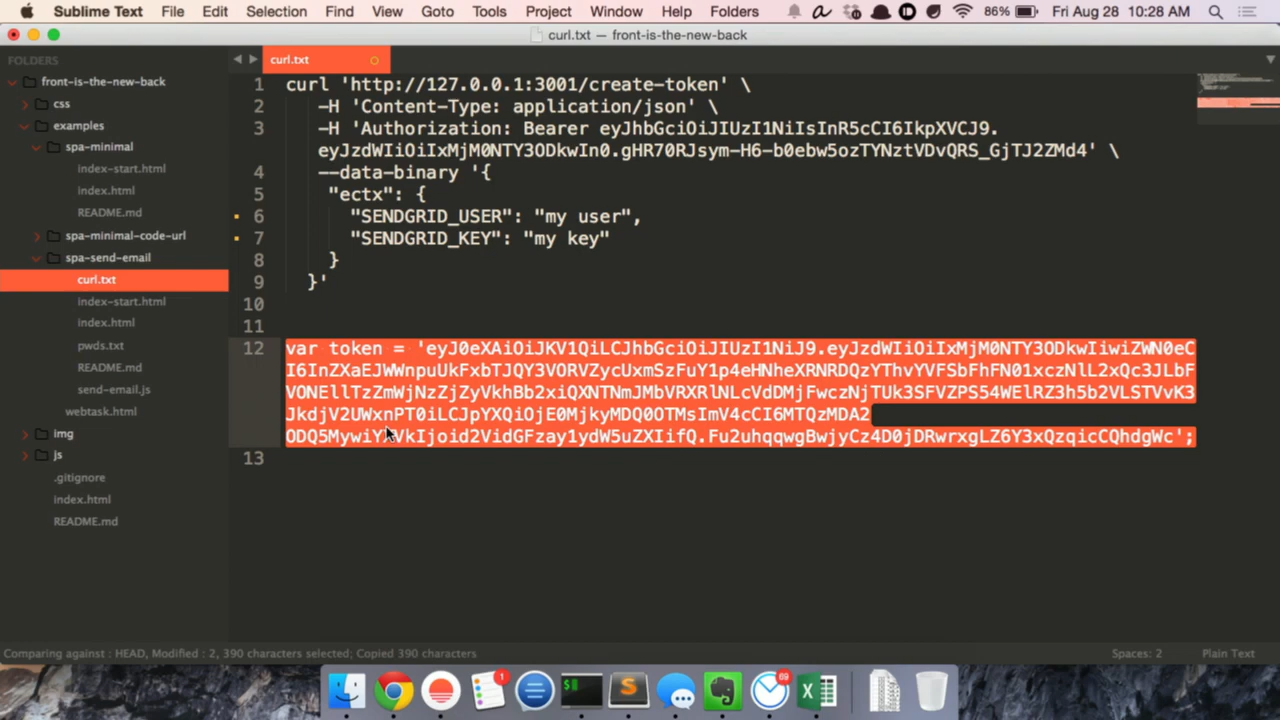 Sublime Text File Edit Selection Find View Goto Tools Project Window Help Folders 86% Fri Aug 28 10:28 AM
curl.txt — front-is-the-new-back
FOLDERS
front-is-the-new-back
css
examples
spa-minimal
index-start.html
index.html
README.md
spa-minimal-code-url
spa-send-email
curl.txt
index-start.html
index.html
pwds.txt
README.md
send-email.js
webtask.html
img
js
.gitignore
index.html
README.md
curl.txt
1 curl 'http://127.0.0.1:3001/create-token' \
2 -H 'Content-Type: application/json' \
3 -H 'Authorization: Bearer eyJhbGciOiJIUzI1NiIsInR5cCI6IkpXVCJ9.
eyJzdWIiOiIxMjM0NTY3ODkwIn0.gHR70RJsym-H6-b0ebw5ozTYNztVDvQRS_GjTJ2ZMd4' \
4 --data-binary '{
5 "ectx": {
6 "SENDGRID_USER": "my user",
7 "SENDGRID_KEY": "my key"
8 }
9 }'
10
11
12 var token = 'eyJ0eXAiOiJKV1QiLCJhbGciOiJIUzI1NiJ9.eyJzdWIiOiIxMjM0NTY3ODkwIiwiZWN0eC
I6InZXaEJWWnpuUkFxbTJQY3VORVZycUxmSzFuY1p4eHNheXRNRDQzYThvYVFSbFhFN01xczNlL2xQc3JLbF
VONEllTzZmWjNzZjZyVkhBb2xiQXNTNmJMbVRXRlNLcVdDMjFwczNjTUk3SFVZPS54WElRZ3h5b2VLSTVvK3
JkdjV2UWxnPT0iLCJpYXQiOjE0MjkyMDQ0OTMsImV4cCI6MTQzMDA2
13
Comparing against : HEAD, Modified : 2, 390 characters selected; Copied 390 characters
Spaces: 2 Plain Text
1
69